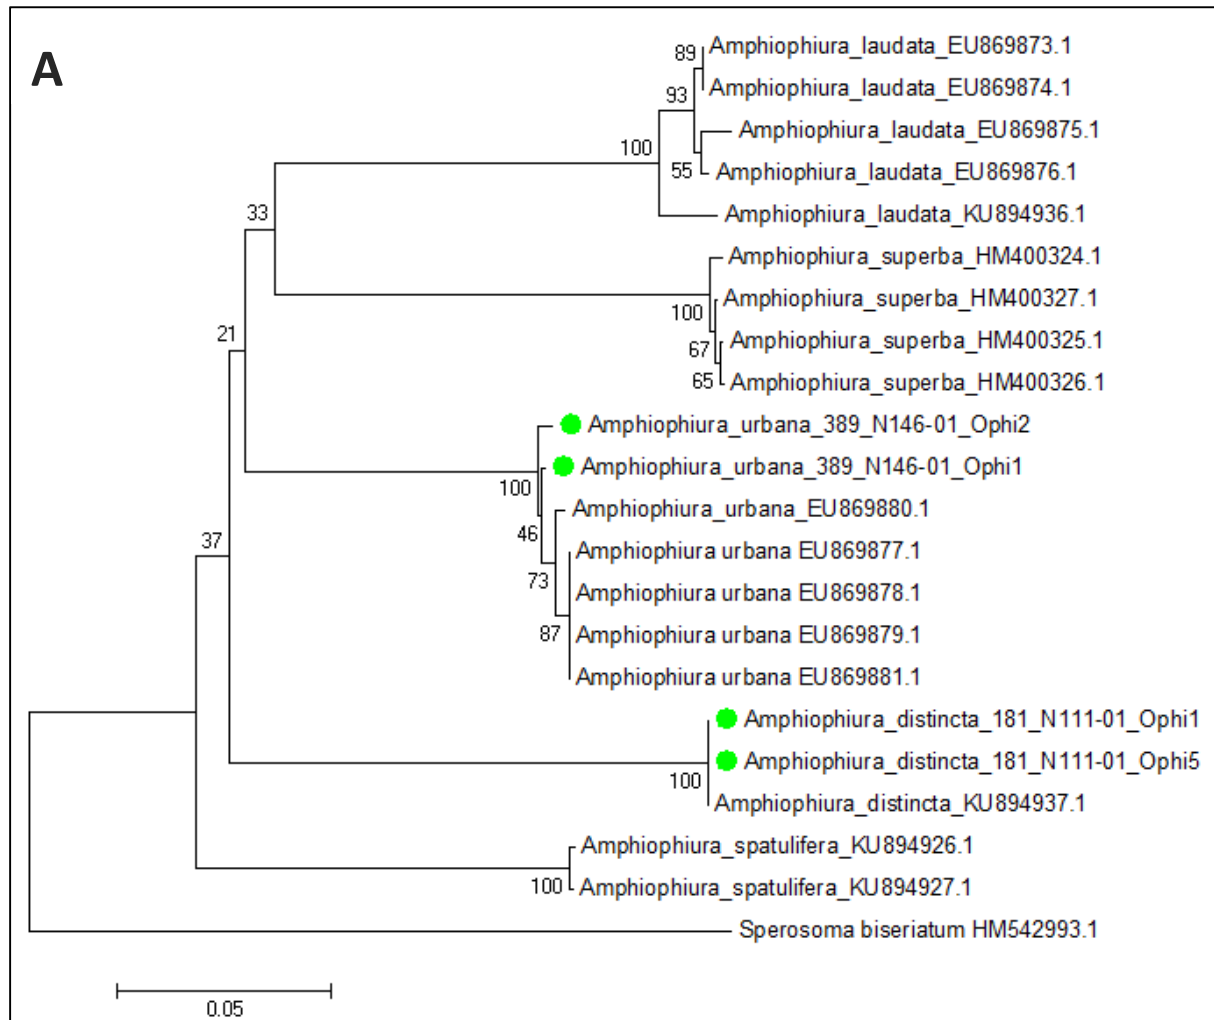 A
89
Amphiophiura_laudata_EU869873.1
Amphiophiura_laudata_EU869874.1
93
Amphiophiura_laudata_EU869875.1
100
55
Amphiophiura_laudata_EU869876.1
33
Amphiophiura_laudata_KU894936.1
Amphiophiura_superba_HM400324.1
Amphiophiura_superba_HM400327.1
100
21
Amphiophiura_superba_HM400325.1
67
65
Amphiophiura_superba_HM400326.1
Amphiophiura_urbana_389_N146-01_Ophi2
Amphiophiura_urbana_389_N146-01_Ophi1
100
Amphiophiura_urbana_EU869880.1
46
37
Amphiophiura urbana EU869877.1
73
Amphiophiura urbana EU869878.1
87
Amphiophiura urbana EU869879.1
Amphiophiura urbana EU869881.1
Amphiophiura_distincta_181_N111-01_Ophi1
Amphiophiura_distincta_181_N111-01_Ophi5
100
Amphiophiura_distincta_KU894937.1
Amphiophiura_spatulifera_KU894926.1
100
Amphiophiura_spatulifera_KU894927.1
Sperosoma biseriatum HM542993.1
0.05